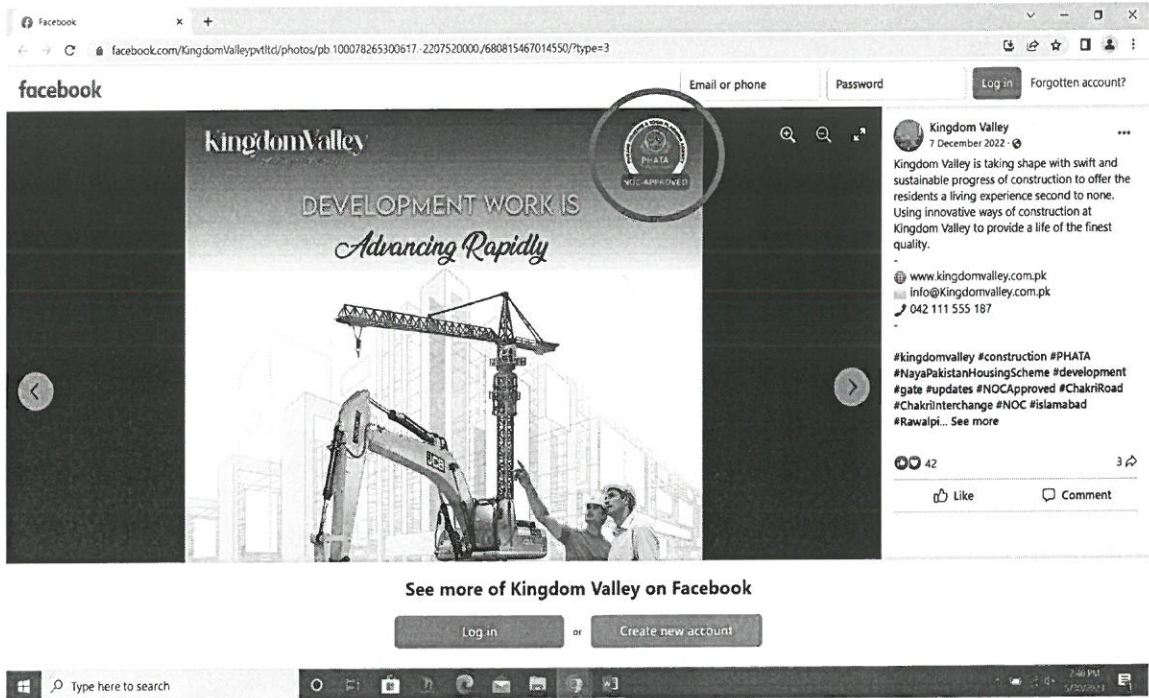 Facebook
facebook.com/KingdomValleypvtltd/photos/pb.100078265300617.-2207520000./680815467014550/?type=3
facebook
Email or phone
Password
Log in
Forgotten account?
KingdomValley
PHATA
NOC-APPROVED
DEVELOPMENT WORK IS
Advancing Rapidly
JCB
Kingdom Valley
7 December 2022 ·
Kingdom Valley is taking shape with swift and
sustainable progress of construction to offer the
residents a living experience second to none.
Using innovative ways of construction at
Kingdom Valley to provide a life of the finest
quality.
-
www.kingdomvalley.com.pk
info@Kingdomvalley.com.pk
042 111 555 187
-
#kingdomvalley #construction #PHATA
#NayaPakistanHousingScheme #development
#gate #updates #NOCApproved #ChakriRoad
#ChakriInterchange #NOC #islamabad
#Rawalpi... See more
42
3
Like
Comment
See more of Kingdom Valley on Facebook
Log in
or
Create new account
Type here to search
2:40 PM